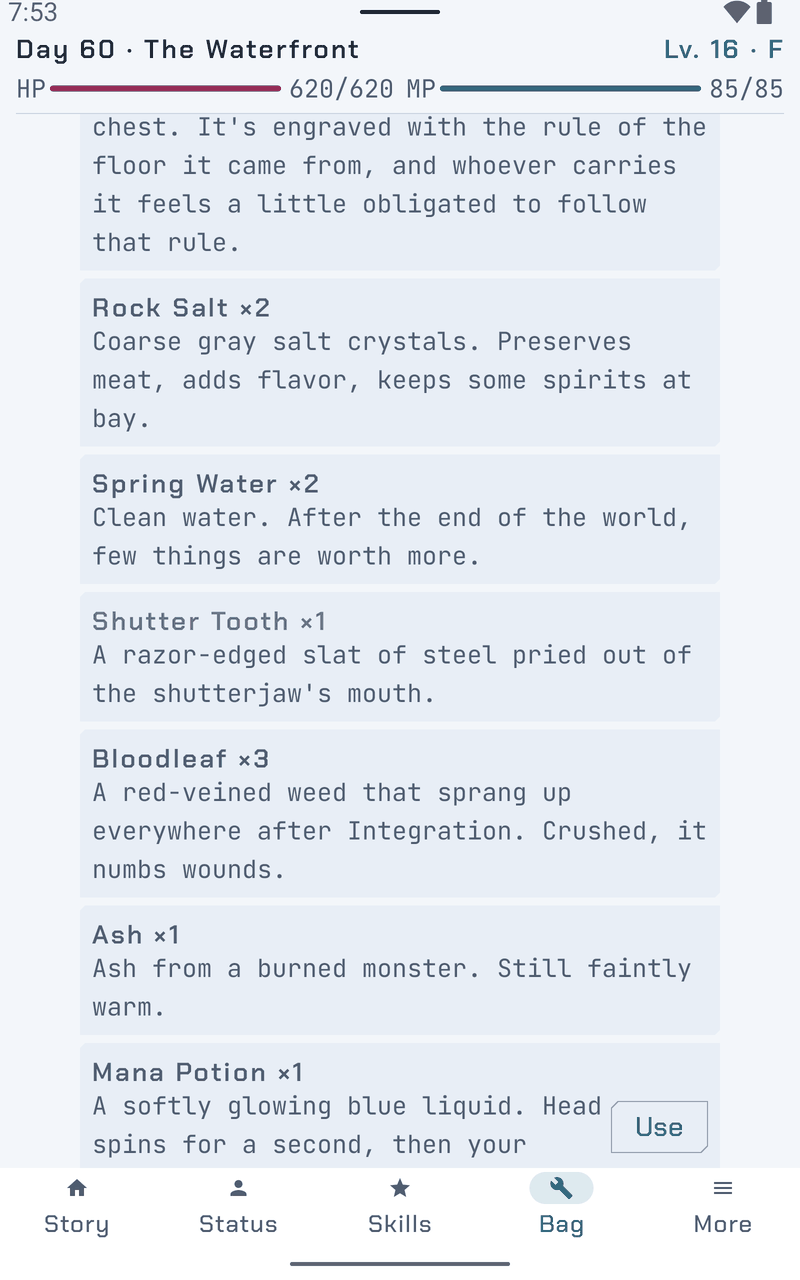 7:53
Day 60 · The Waterfront
Lv. 16 · F
HP 620/620 MP 85/85
chest. It's engraved with the rule of the
floor it came from, and whoever carries
it feels a little obligated to follow
that rule.
Rock Salt ×2
Coarse gray salt crystals. Preserves
meat, adds flavor, keeps some spirits at
bay.
Spring Water ×2
Clean water. After the end of the world,
few things are worth more.
Shutter Tooth ×1
A razor-edged slat of steel pried out of
the shutterjaw's mouth.
Bloodleaf ×3
A red-veined weed that sprang up
everywhere after Integration. Crushed, it
numbs wounds.
Ash ×1
Ash from a burned monster. Still faintly
warm.
Mana Potion ×1
A softly glowing blue liquid. Head
spins for a second, then your
Use
Story
Status
Skills
Bag
More